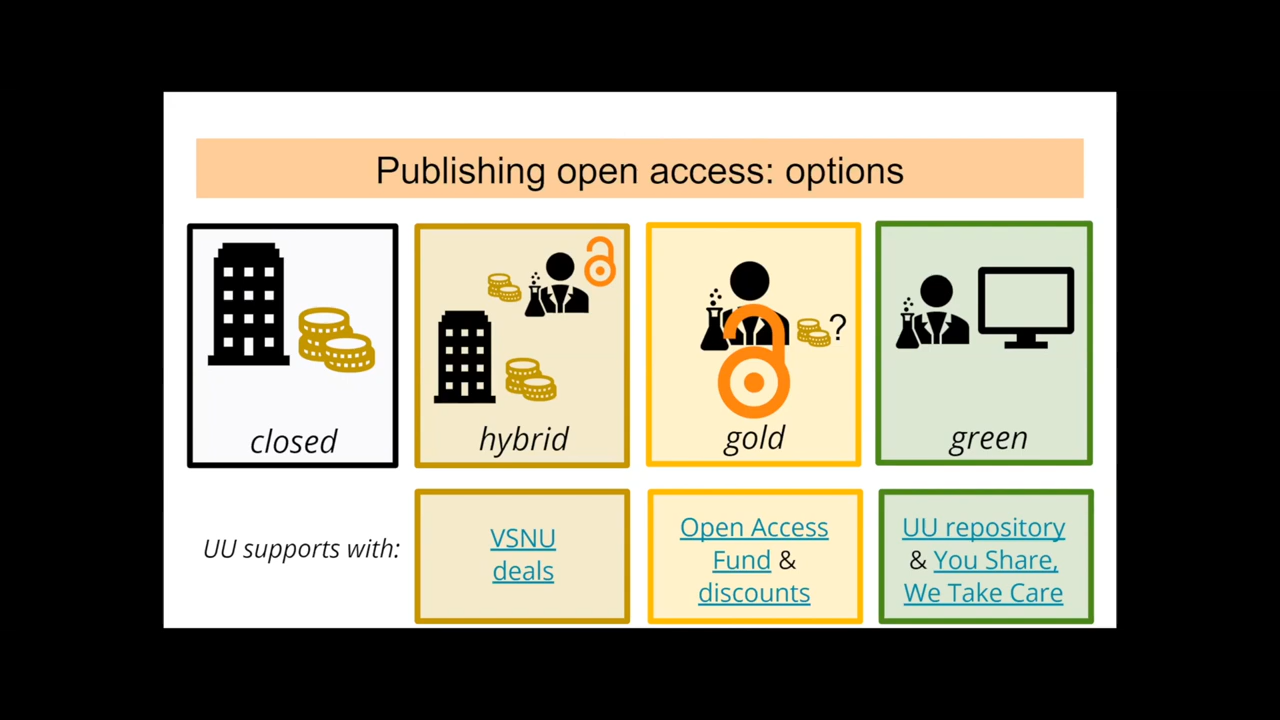 Publishing open access: options
?
closed
hybrid
gold
green
UU supports with:
VSNU
deals
Open Access
Fund &
discounts
UU repository
& You Share,
We Take Care